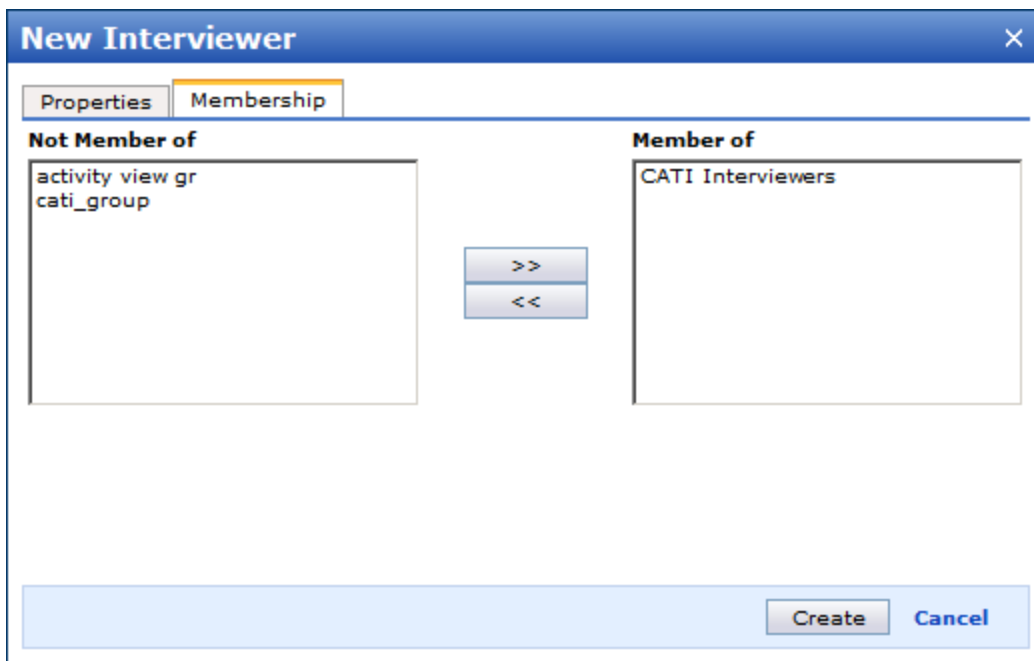 New Interviewer ×
Properties Membership
Not Member of Member of
activity view gr CATI Interviewers
cati_group
>>
<<
Create Cancel